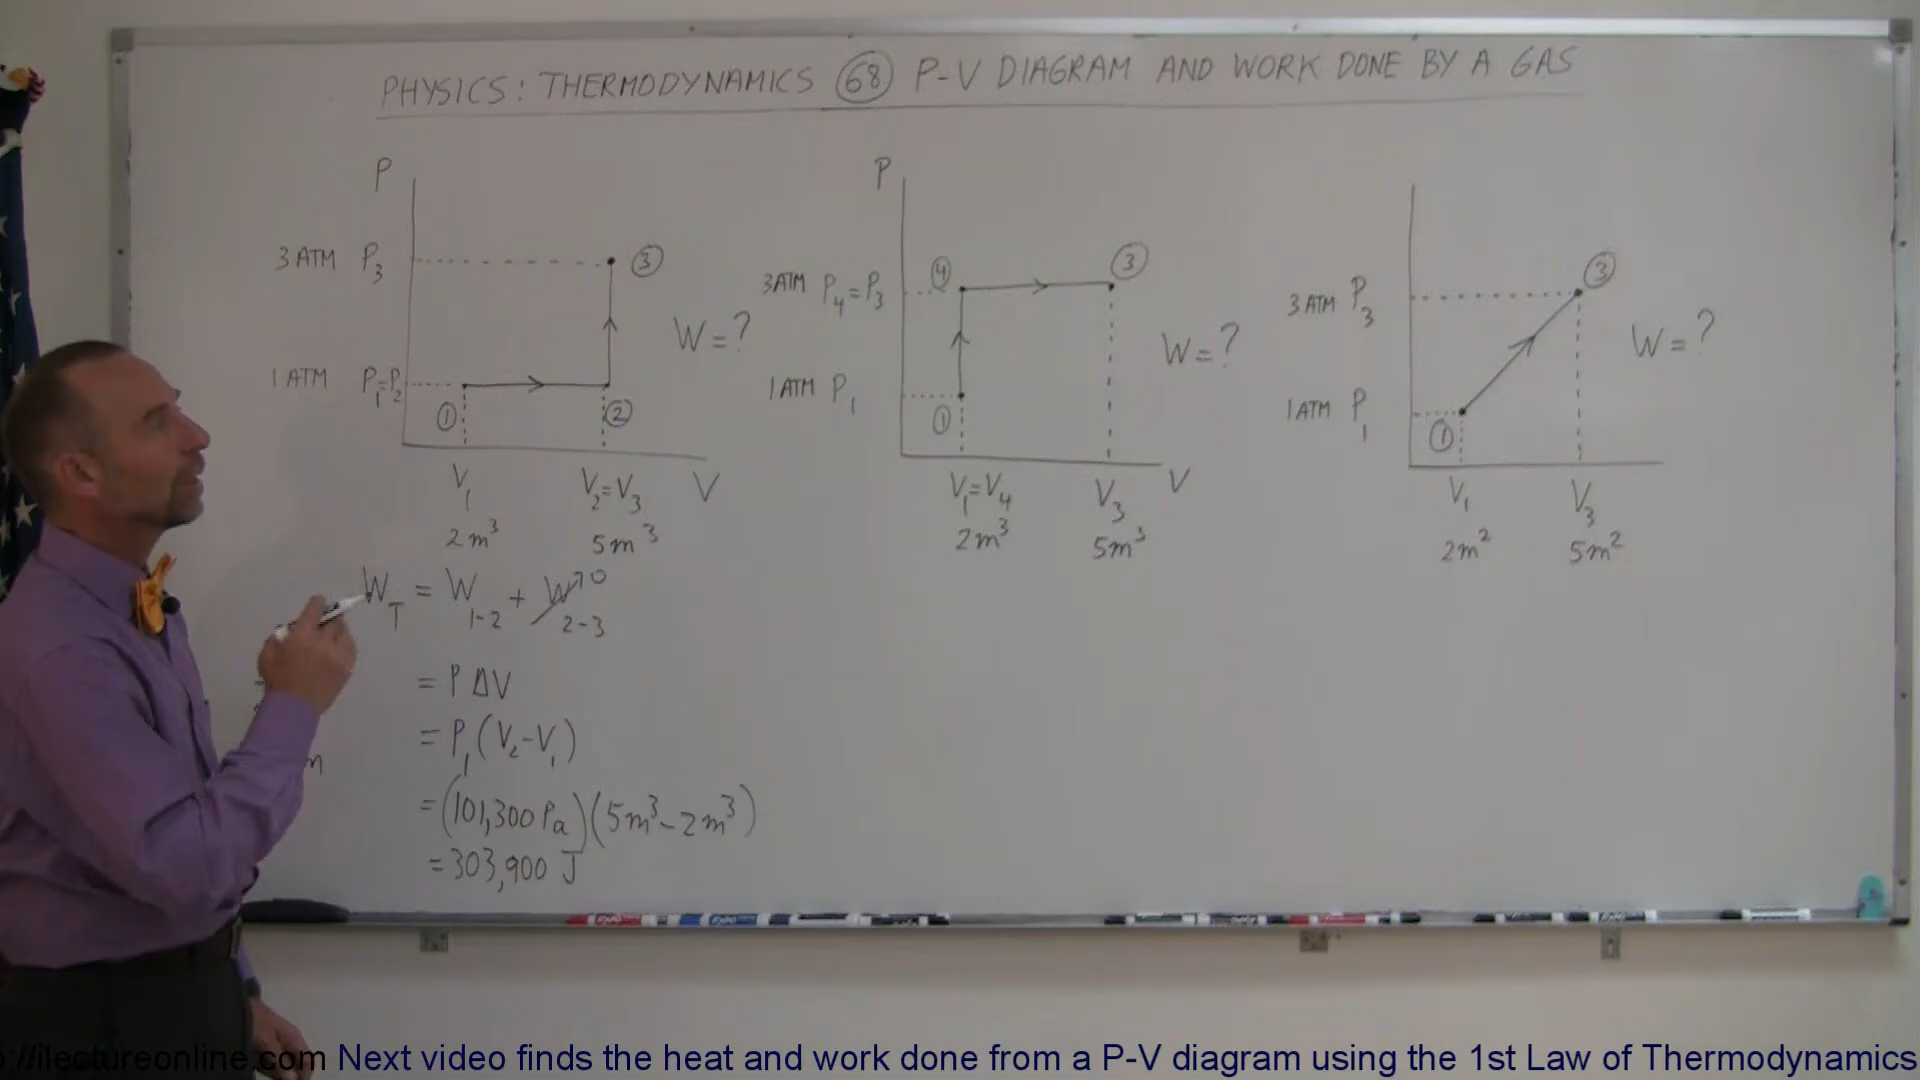 PHYSICS: THERMODYNAMICS 68 P-V DIAGRAM AND WORK DONE BY A GAS
P
3 ATM P3
3
1 ATM P1=P2
1
2
W = ?
V1
V2=V3
V
2m³
5m³
WT = W1-2 + W2-3 →0
= P ΔV
= P1 (V2-V1)
= (101,300 Pa)(5m³-2m³)
= 303,900 J
P
4
3
3ATM P4=P3
1ATM P1
1
W = ?
V1=V4
V3
V
2m³
5m³
3
3 ATM P3
1 ATM P1
1
W = ?
V1
V3
2m²
5m²
://ilectureonline.com Next video finds the heat and work done from a P-V diagram using the 1st Law of Thermodynamics